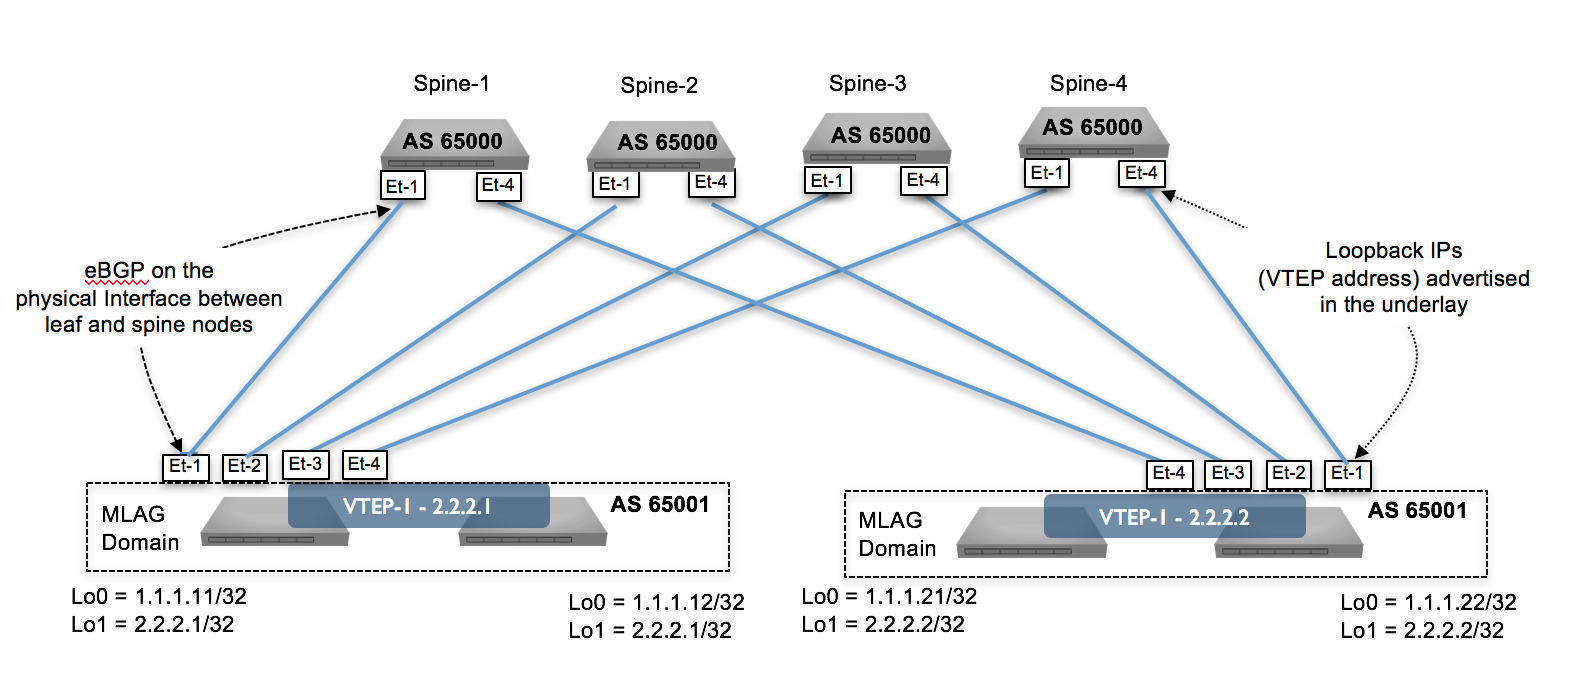 Spine-1
Spine-2
Spine-3
Spine-4
AS 65000
AS 65000
AS 65000
AS 65000
Et-1
Et-4
Et-1
Et-4
Et-1
Et-4
Et-1
Et-4
eBGP on the
physical Interface between
leaf and spine nodes
Loopback IPs
(VTEP address) advertised
in the underlay
Et-1
Et-2
Et-3
Et-4
Et-4
Et-3
Et-2
Et-1
MLAG
Domain
VTEP-1 - 2.2.2.1
AS 65001
MLAG
Domain
VTEP-1 - 2.2.2.2
AS 65001
Lo0 = 1.1.1.11/32
Lo1 = 2.2.2.1/32
Lo0 = 1.1.1.12/32
Lo1 = 2.2.2.1/32
Lo0 = 1.1.1.21/32
Lo1 = 2.2.2.2/32
Lo0 = 1.1.1.22/32
Lo1 = 2.2.2.2/32